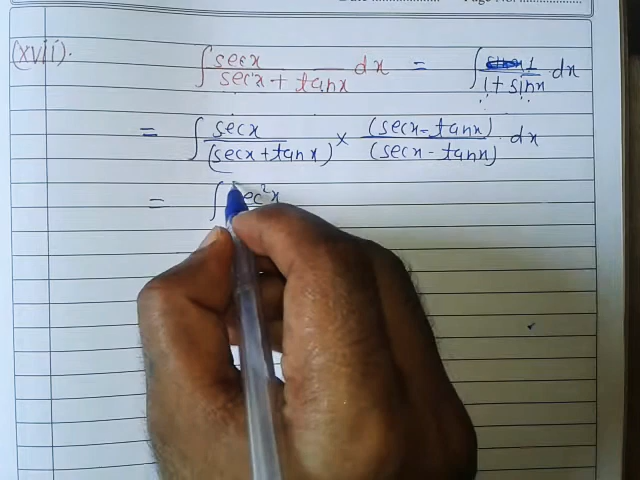 (xvii). ∫ secx / (secx + tanx) dx = ∫ 1 / (1 + sinx) dx
= ∫ secx / (secx + tanx) × (secx - tanx) / (secx - tanx) dx
= ∫ sec²x